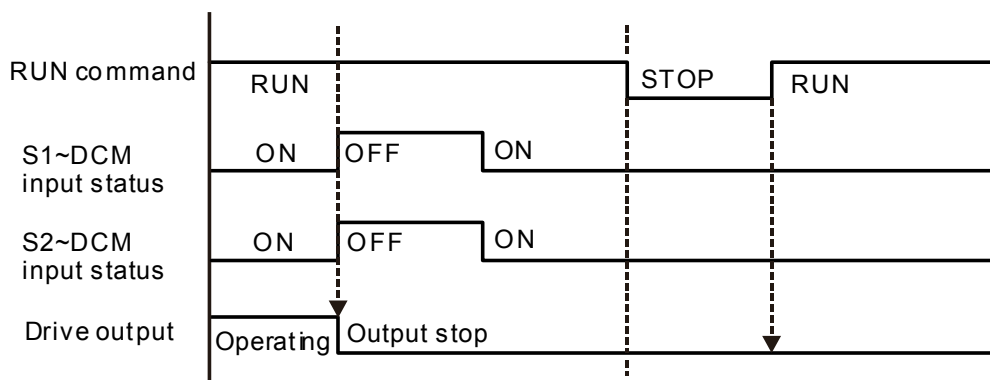 RUN command
RUN
STOP
RUN
S1~DCM
input status
ON
OFF
ON
S2~DCM
input status
ON
OFF
ON
Drive output
Operating
Output stop